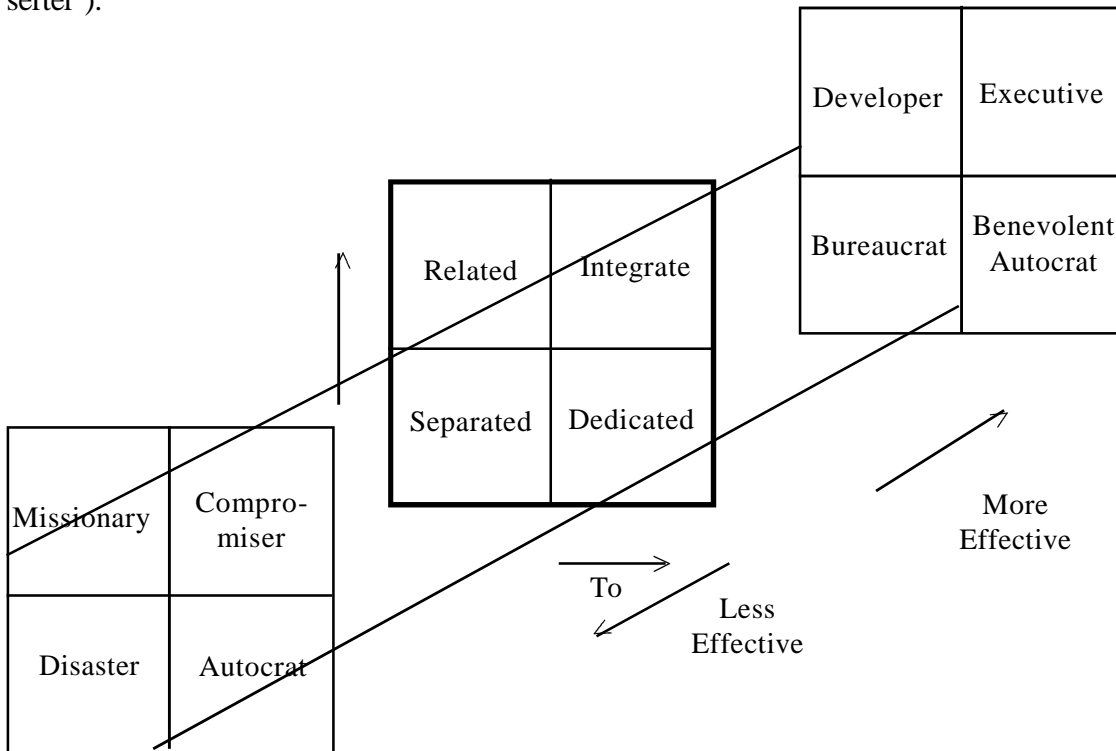 serter").
Developer
Executive
Bureaucrat
Benevolent
Autocrat
Related
Integrate
Separated
Dedicated
Missionary
Compro-
miser
Disaster
Autocrat
To
Less
Effective
More
Effective